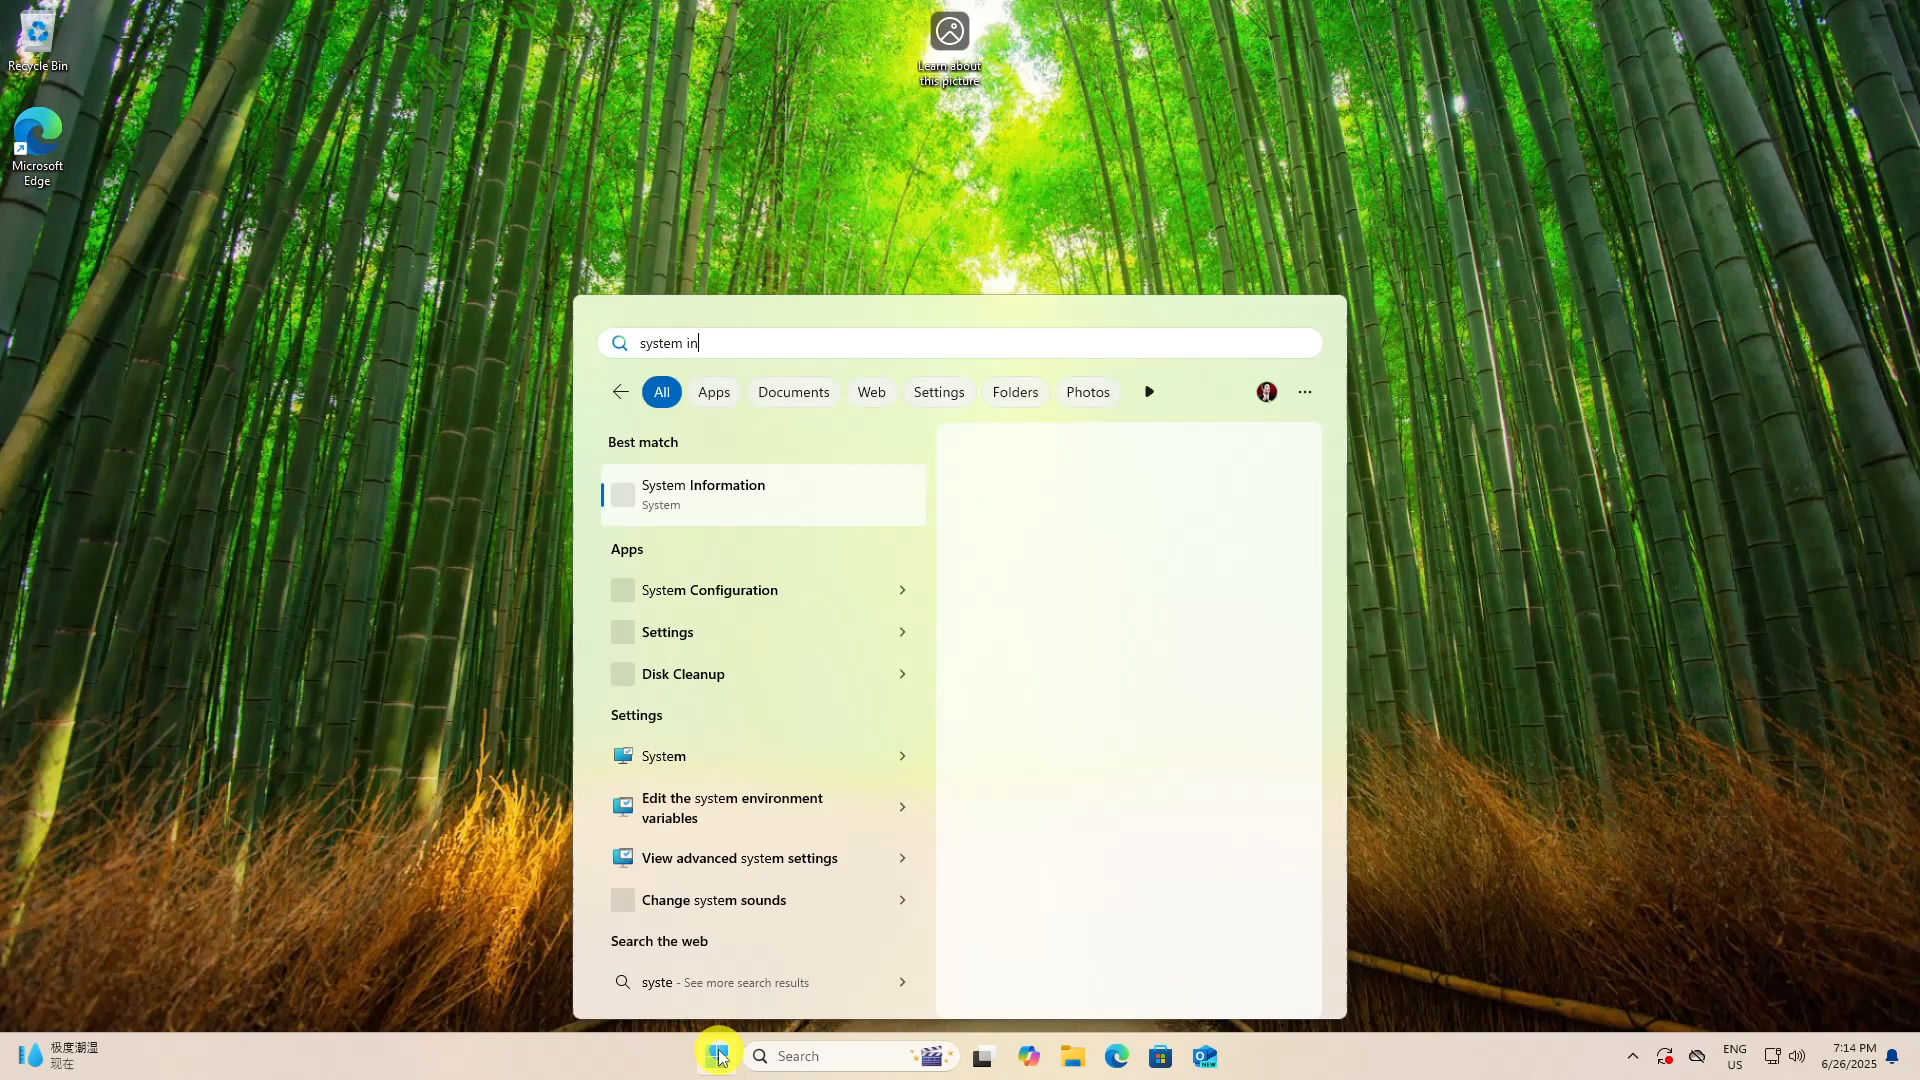 Recycle Bin
Learn about
this picture
Microsoft
Edge
system in
All
Apps
Documents
Web
Settings
Folders
Photos
Best match
System Information
System
Apps
System Configuration
Settings
Disk Cleanup
Settings
System
Edit the system environment
variables
View advanced system settings
Change system sounds
Search the web
syste - See more search results
极度潮湿
现在
Search
NEW
ENG
US
7:14 PM
6/26/2025